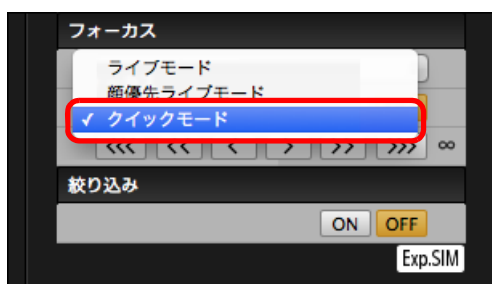 フォーカス
ライブモード
顔優先ライブモード
✓ クイックモード
<<< << < > >> >>> ∞
絞り込み
ON OFF
Exp.SIM